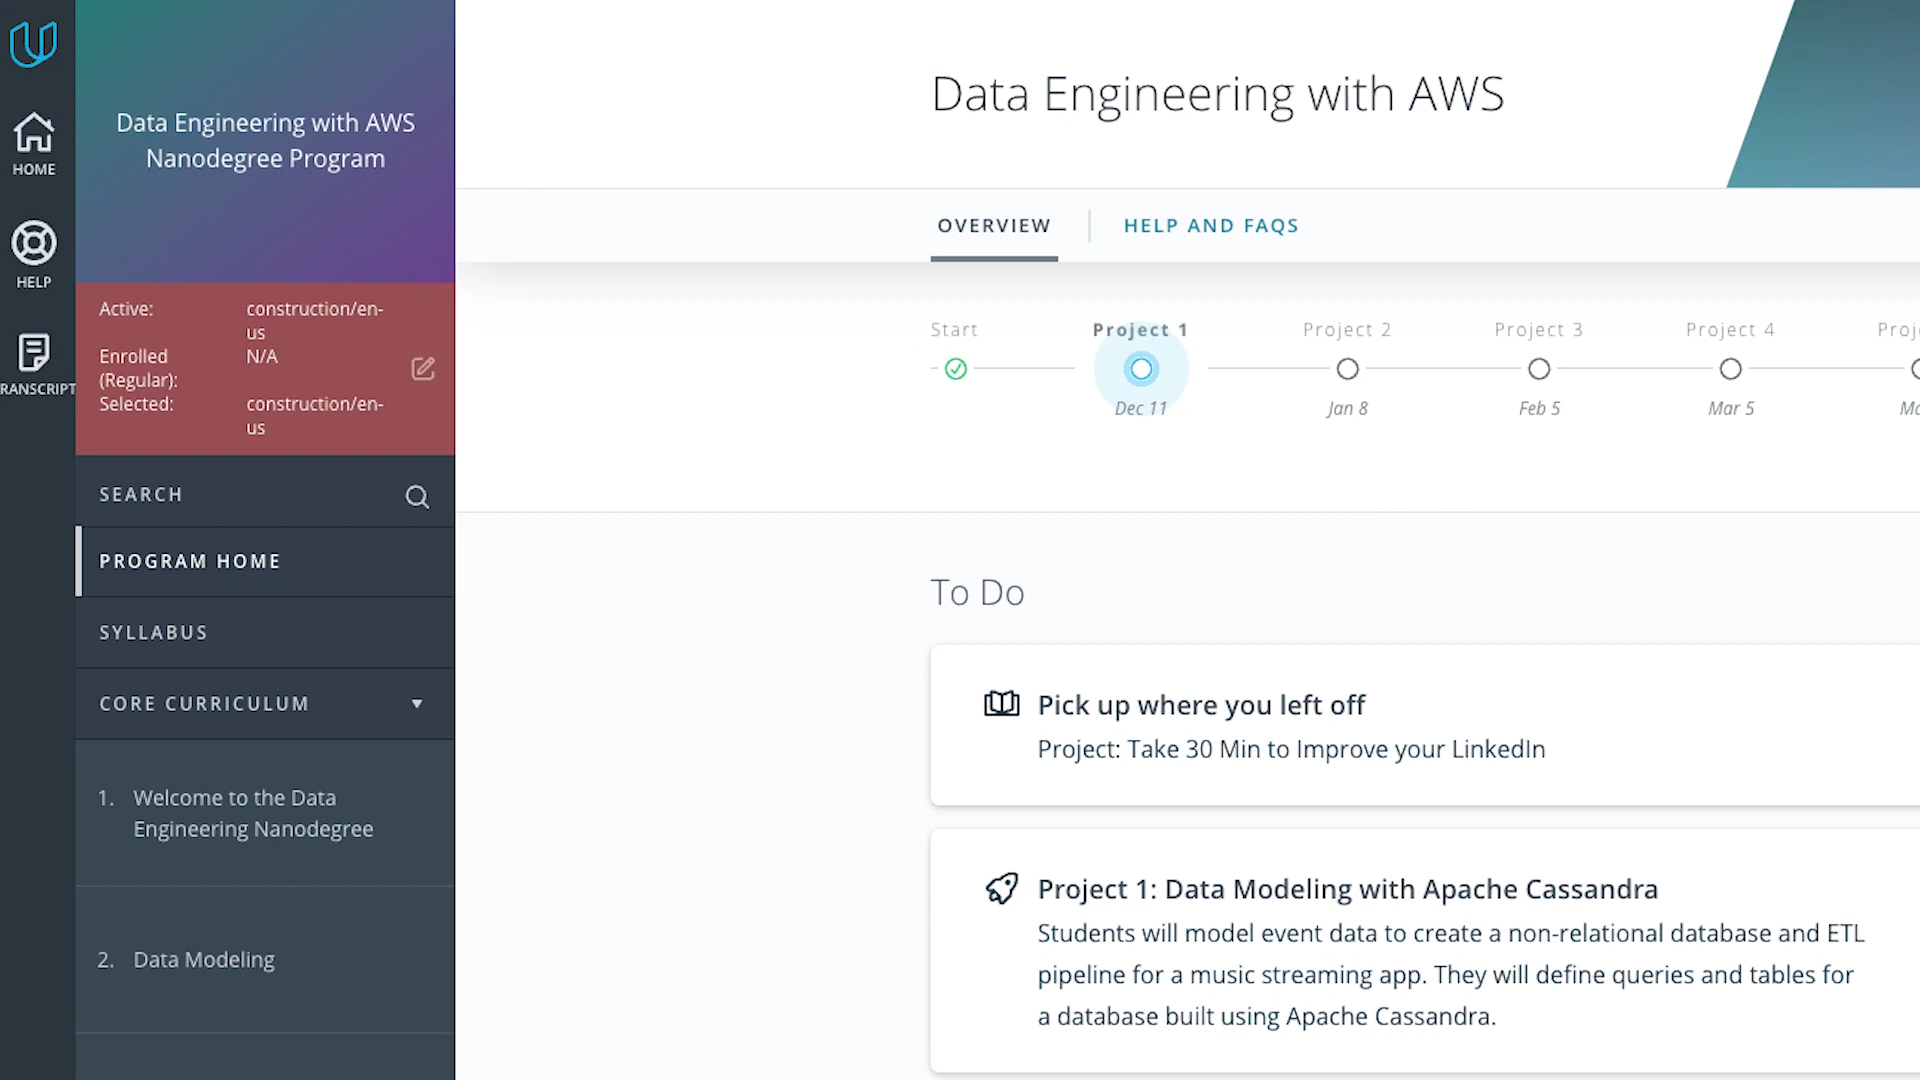 HOME
HELP
RANSCRIPT
Data Engineering with AWS
Nanodegree Program
Active:
construction/en-
us
Enrolled
(Regular):
N/A
Selected:
construction/en-
us
SEARCH
PROGRAM HOME
SYLLABUS
CORE CURRICULUM
1. Welcome to the Data
Engineering Nanodegree
2. Data Modeling
Data Engineering with AWS
OVERVIEW
HELP AND FAQS
Start
Project 1
Project 2
Project 3
Project 4
Proj
Dec 11
Jan 8
Feb 5
Mar 5
To Do
Pick up where you left off
Project: Take 30 Min to Improve your LinkedIn
Project 1: Data Modeling with Apache Cassandra
Students will model event data to create a non-relational database and ETL
pipeline for a music streaming app. They will define queries and tables for
a database built using Apache Cassandra.